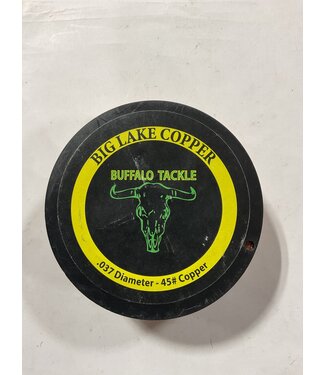 BIG LAKE COPPER
BUFFALO TACKLE
.037 Diameter - 45# Copper